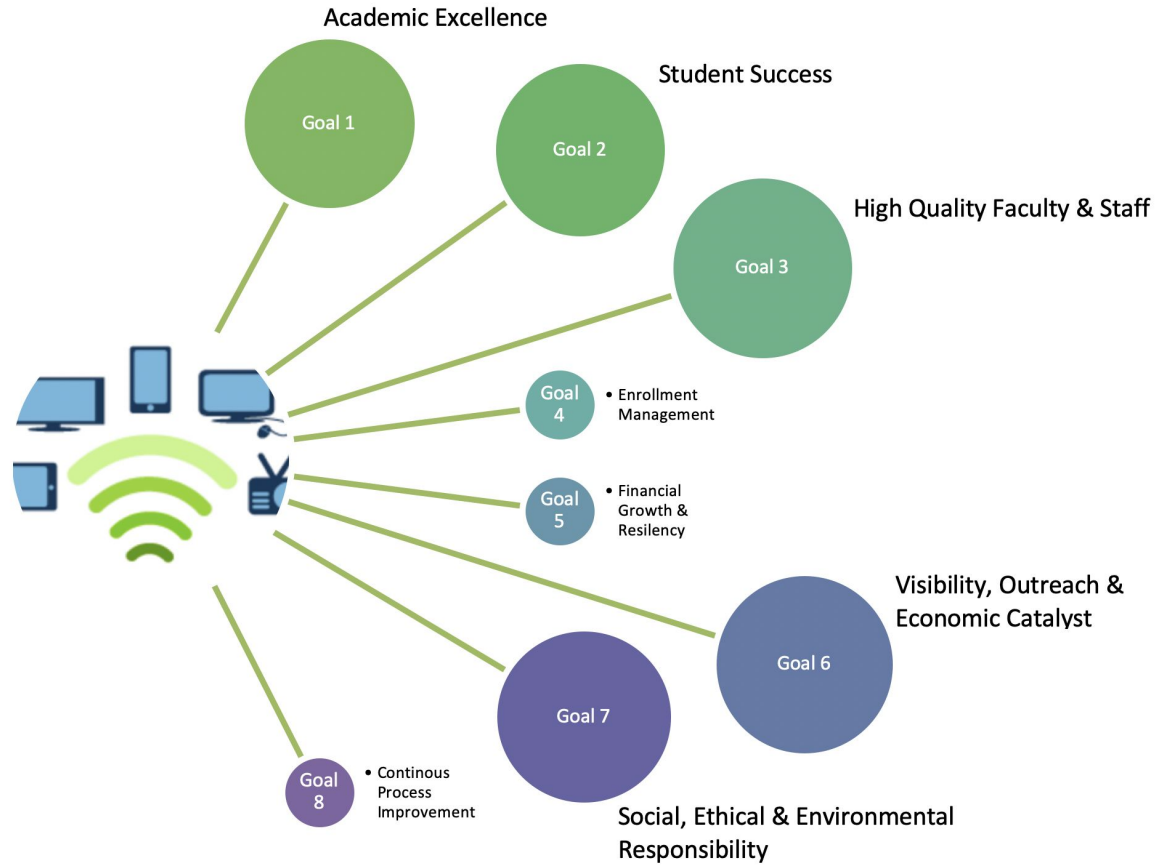 Academic Excellence
Goal 1
Student Success
Goal 2
High Quality Faculty & Staff
Goal 3
Goal
4
• Enrollment
Management
Goal
5
• Financial
Growth &
Resilency
Visibility, Outreach &
Economic Catalyst
Goal 6
Goal 7
Social, Ethical & Environmental
Responsibility
Goal
8
• Continous
Process
Improvement